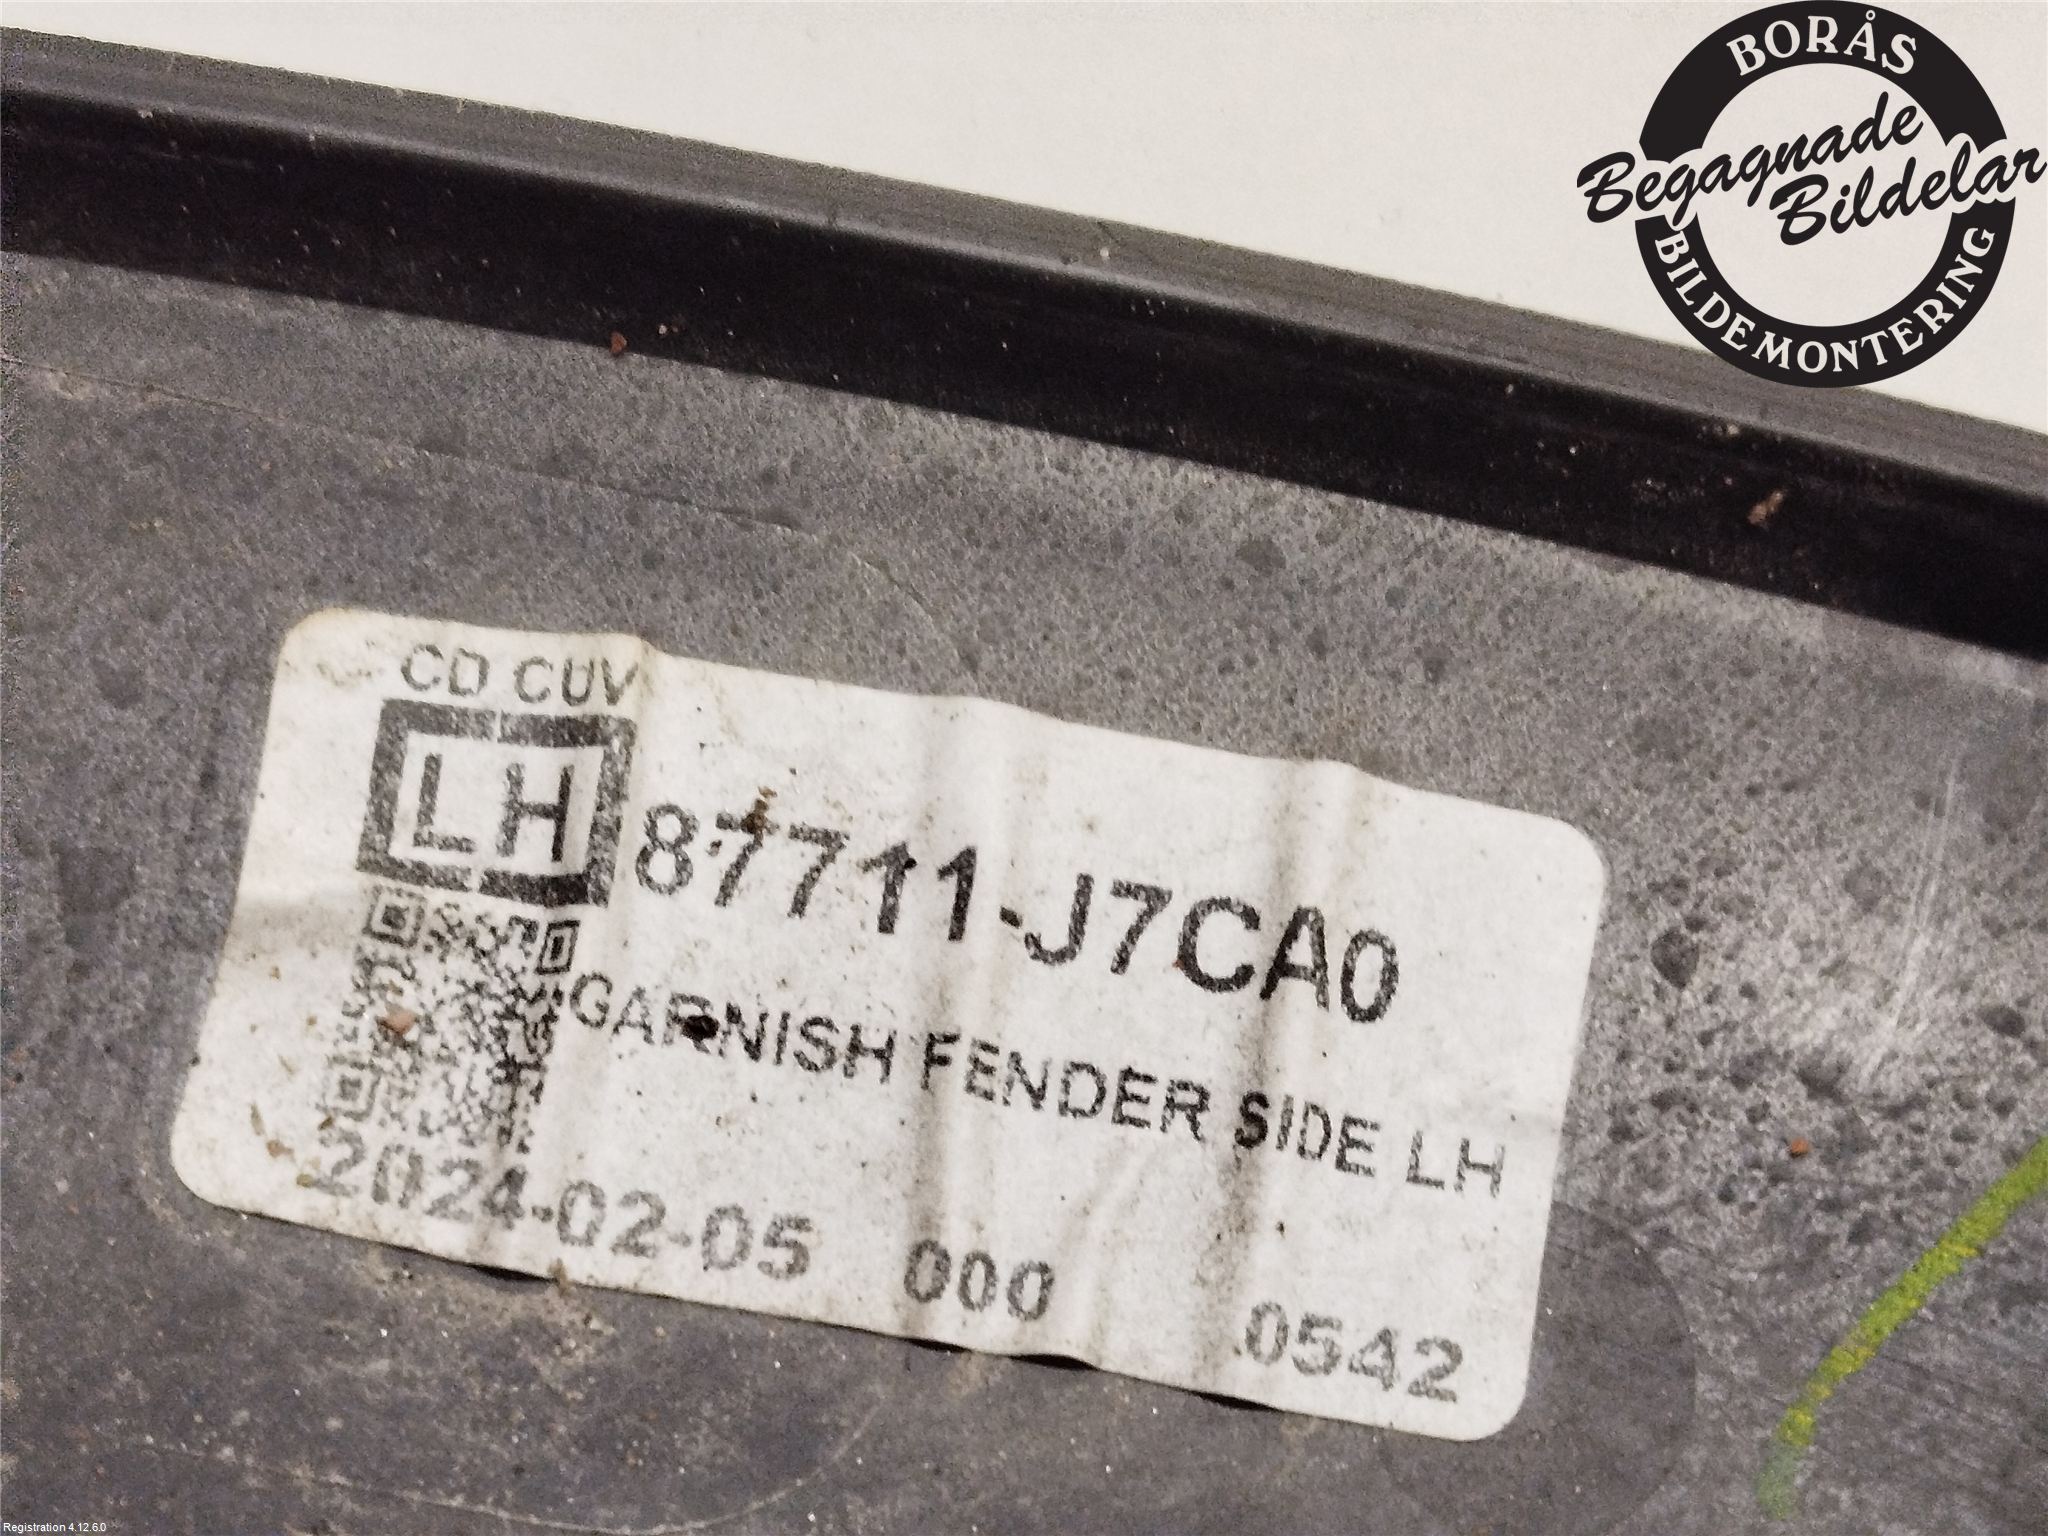 BORÅS
Begagnade
Bildelar
BILDEMONTERING
CD CUV
LH
87711-J7CA0
GARNISH FENDER SIDE LH
2024-02-05 000 0542
Registration 4.12.6.0